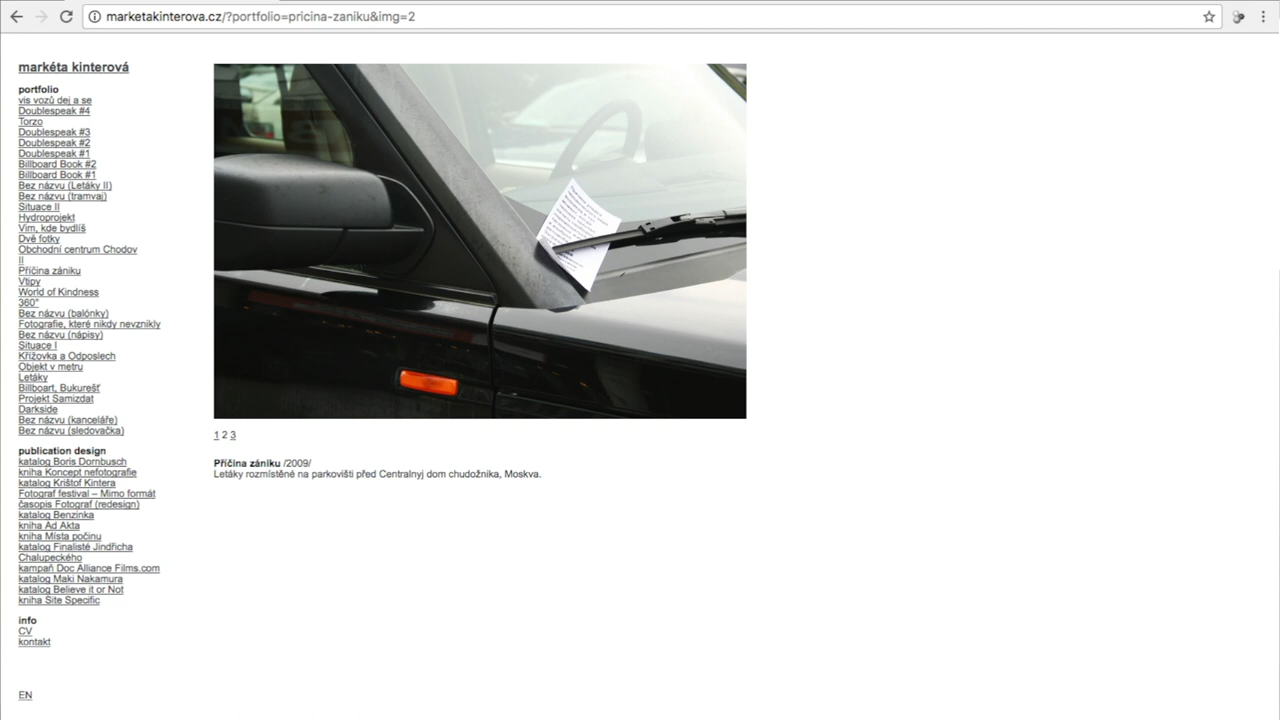 marketakinterova.cz/?portfolio=pricina-zaniku&img=2
markéta kinterová
portfolio
vis vozů dej a se
Doublespeak #4
Torzo
Doublespeak #3
Doublespeak #2
Doublespeak #1
Billboard Book #2
Billboard Book #1
Bez názvu (Letáky II)
Bez názvu (tramvaj)
Situace II
Hydroprojekt
Vím, kde bydlíš
Dvě fotky
Obchodní centrum Chodov
II
Příčina zániku
Vtipy
World of Kindness
360°
Bez názvu (balónky)
Fotografie, které nikdy nevznikly
Bez názvu (nápisy)
Situace I
Křížovka a Odposlech
Objekt v metru
Letáky
Billboart, Bukurešť
Projekt Samizdat
Darkside
Bez názvu (kanceláře)
Bez názvu (sledovačka)
publication design
katalog Boris Dornbusch
kniha Koncept nefotografie
katalog Krištof Kintera
Fotograf festival – Mimo formát
časopis Fotograf (redesign)
katalog Benzinka
kniha Ad Akta
kniha Místa počinu
katalog Finalisté Jindřicha
Chalupeckého
kampaň Doc Alliance Films.com
katalog Maki Nakamura
katalog Believe it or Not
kniha Site Specific
info
CV
kontakt
EN
1 2 3
Příčina zániku /2009/
Letáky rozmístěné na parkovišti před Centralnyj dom chudožnika, Moskva.